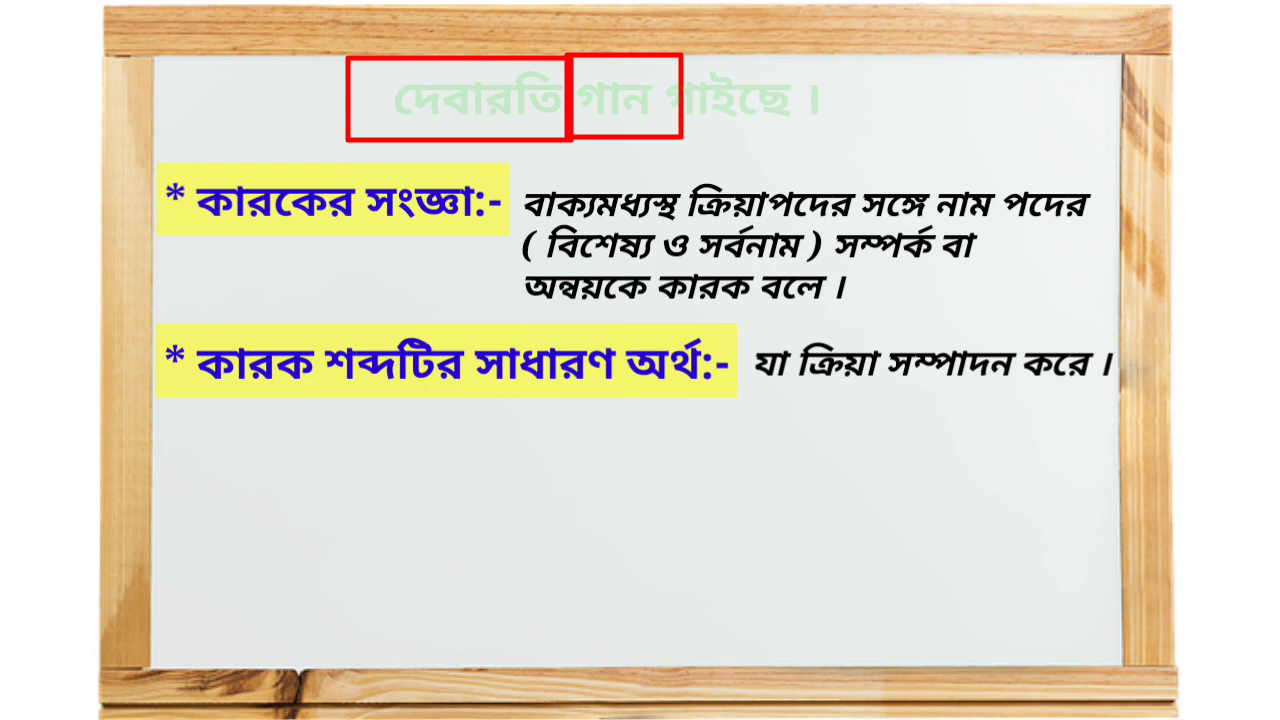 দেবারতি গান গাইছে ।
* কারকের সংজ্ঞা:-
বাক্যমধ্যস্থ ক্রিয়াপদের সঙ্গে নাম পদের
( বিশেষ্য ও সর্বনাম ) সম্পর্ক বা
অন্বয়কে কারক বলে ।
* কারক শব্দটির সাধারণ অর্থ:-
যা ক্রিয়া সম্পাদন করে ।